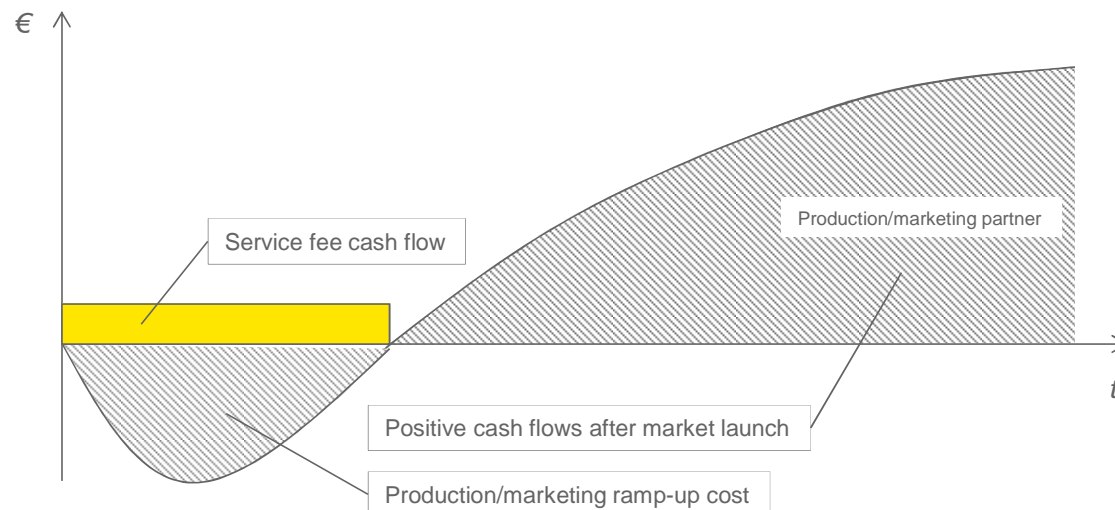 €
Production/marketing partner
Service fee cash flow
t
Positive cash flows after market launch
Production/marketing ramp-up cost